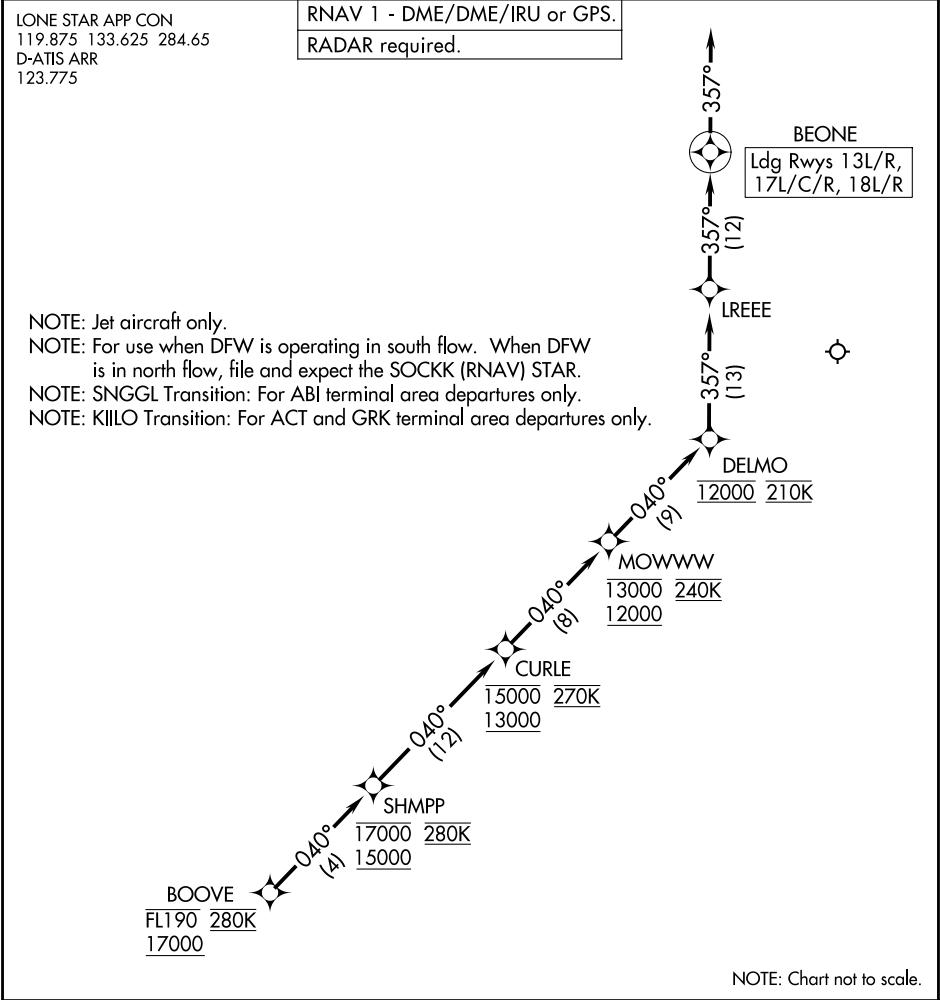 LONE STAR APP CON
119.875 133.625 284.65
D-ATIS ARR
123.775
RNAV 1 - DME/DME/IRU or GPS.
RADAR required.
357°
BEONE
Ldg Rwys 13L/R,
17L/C/R, 18L/R
357°
(12)
LREEE
NOTE: Jet aircraft only.
NOTE: For use when DFW is operating in south flow. When DFW
is in north flow, file and expect the SOCKK (RNAV) STAR.
NOTE: SNGGL Transition: For ABI terminal area departures only.
NOTE: KIILO Transition: For ACT and GRK terminal area departures only.
357°
(13)
DELMO
12000 210K
040°
(9)
MOWWW
13000 240K
12000
040°
(8)
CURLE
15000 270K
13000
040°
(12)
SHMPP
17000 280K
15000
040°
(4)
BOOVE
FL190 280K
17000
NOTE: Chart not to scale.